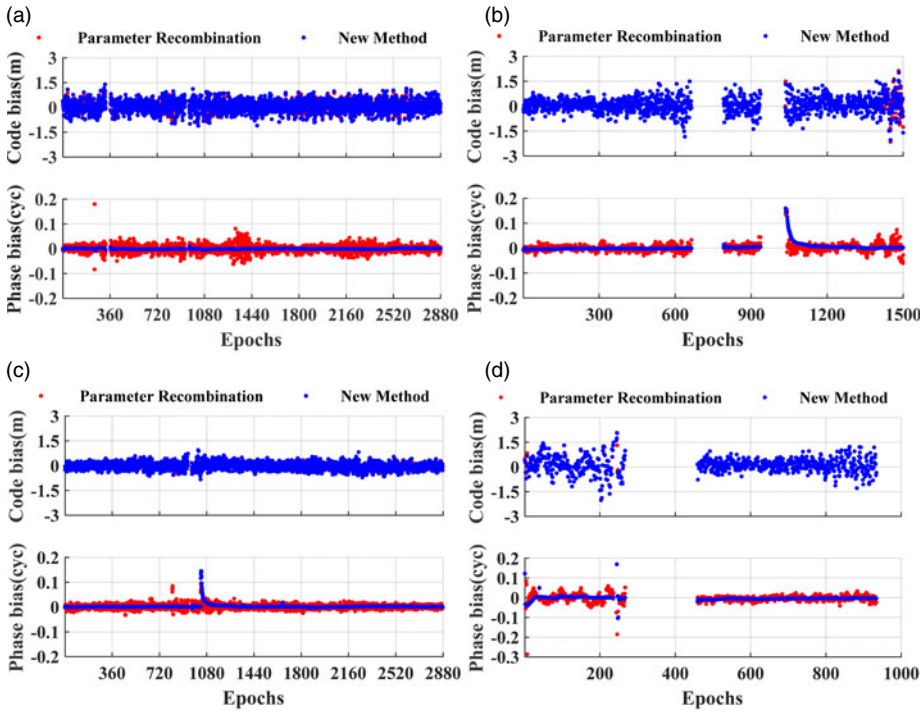 (a)
Parameter Recombination New Method
Code bias(m)
3
1.5
0
-1.5
-3
Phase bias(cyc)
0.2
0.1
0
-0.1
-0.2
360 720 1080 1440 1800 2160 2520 2880
Epochs
(b)
Parameter Recombination New Method
Code bias(m)
3
1.5
0
-1.5
-3
Phase bias(cyc)
0.2
0.1
0
-0.1
-0.2
300 600 900 1200 1500
Epochs
(c)
Parameter Recombination New Method
Code bias(m)
3
1.5
0
-1.5
-3
Phase bias(cyc)
0.2
0.1
0
-0.1
-0.2
360 720 1080 1440 1800 2160 2520 2880
Epochs
(d)
Parameter Recombination New Method
Code bias(m)
3
1.5
0
-1.5
-3
Phase bias(cyc)
0.2
0.1
0
-0.1
-0.2
-0.3
200 400 600 800 1000
Epochs